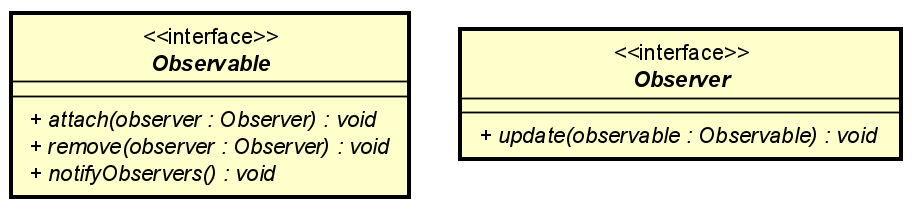 <<interface>>
Observable
+ attach(observer : Observer) : void
+ remove(observer : Observer) : void
+ notifyObservers() : void
<<interface>>
Observer
+ update(observable : Observable) : void